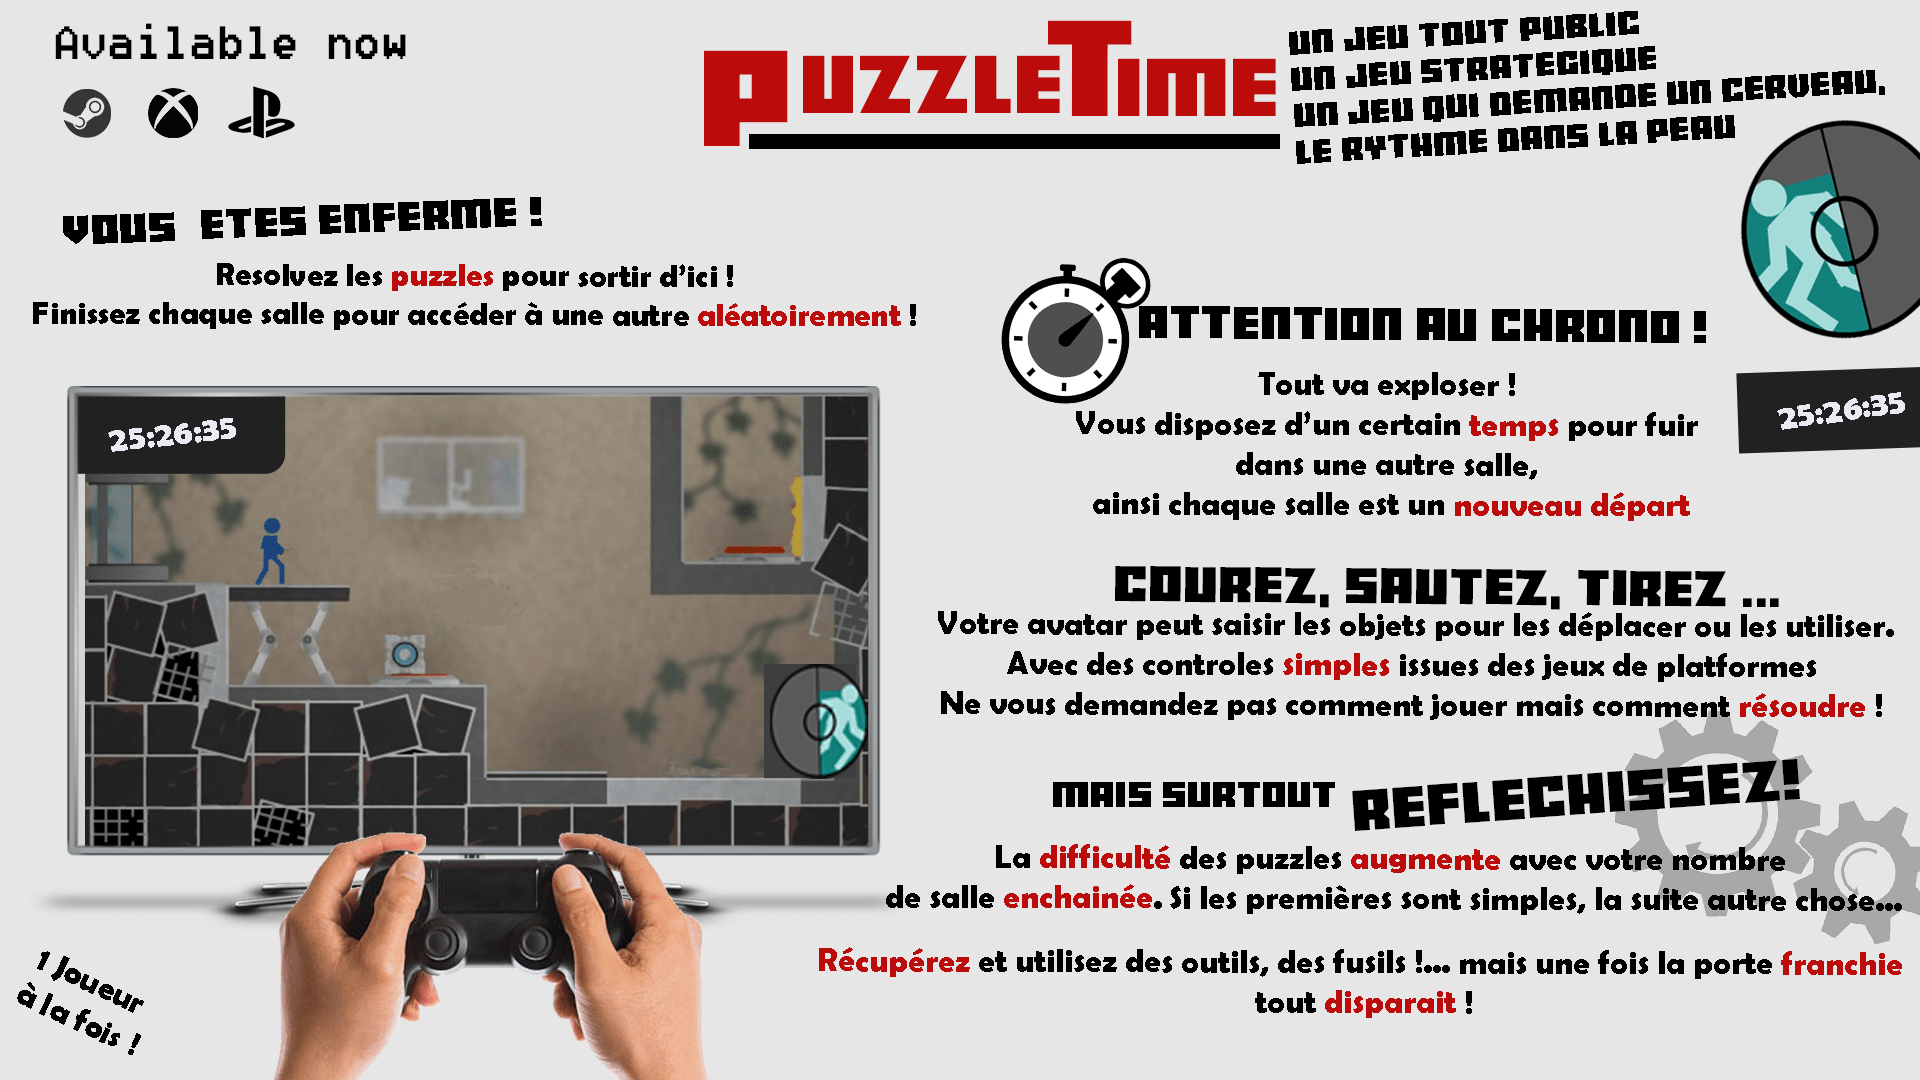 Available now
PUZZLETIME
UN JEU TOUT PUBLIC
UN JEU STRATEGIQUE
UN JEU QUI DEMANDE UN CERVEAU,
LE RYTHME DANS LA PEAU
VOUS ETES ENFERME !
Resolvez les puzzles pour sortir d'ici !
Finissez chaque salle pour accéder à une autre aléatoirement !
25:26:35
ATTENTION AU CHRONO !
Tout va exploser !
Vous disposez d'un certain temps pour fuir
dans une autre salle,
ainsi chaque salle est un nouveau départ
25:26:35
COUREZ, SAUTEZ, TIREZ ...
Votre avatar peut saisir les objets pour les déplacer ou les utiliser.
Avec des controles simples issues des jeux de platformes
Ne vous demandez pas comment jouer mais comment résoudre !
MAIS SURTOUT REFLECHISSEZ!
La difficulté des puzzles augmente avec votre nombre
de salle enchainée. Si les premières sont simples, la suite autre chose...
Récupérez et utilisez des outils, des fusils !... mais une fois la porte franchie
tout disparait !
1 Joueur
à la fois !